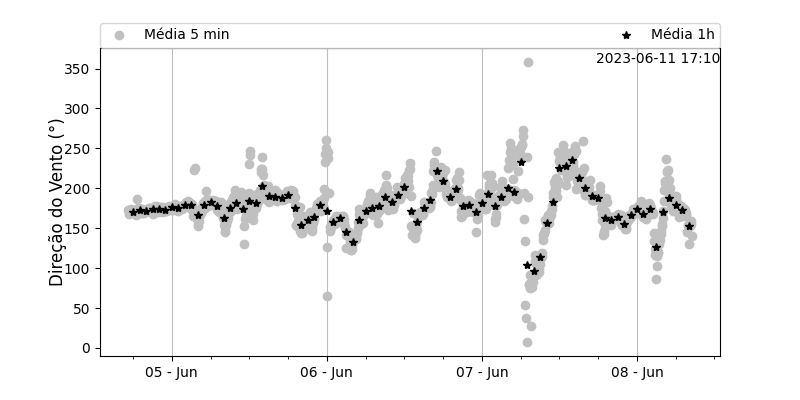 Média 5 min
Média 1h
2023-06-11 17:10
Direção do Vento (°)
350
300
250
200
150
100
50
0
05 - Jun
06 - Jun
07 - Jun
08 - Jun